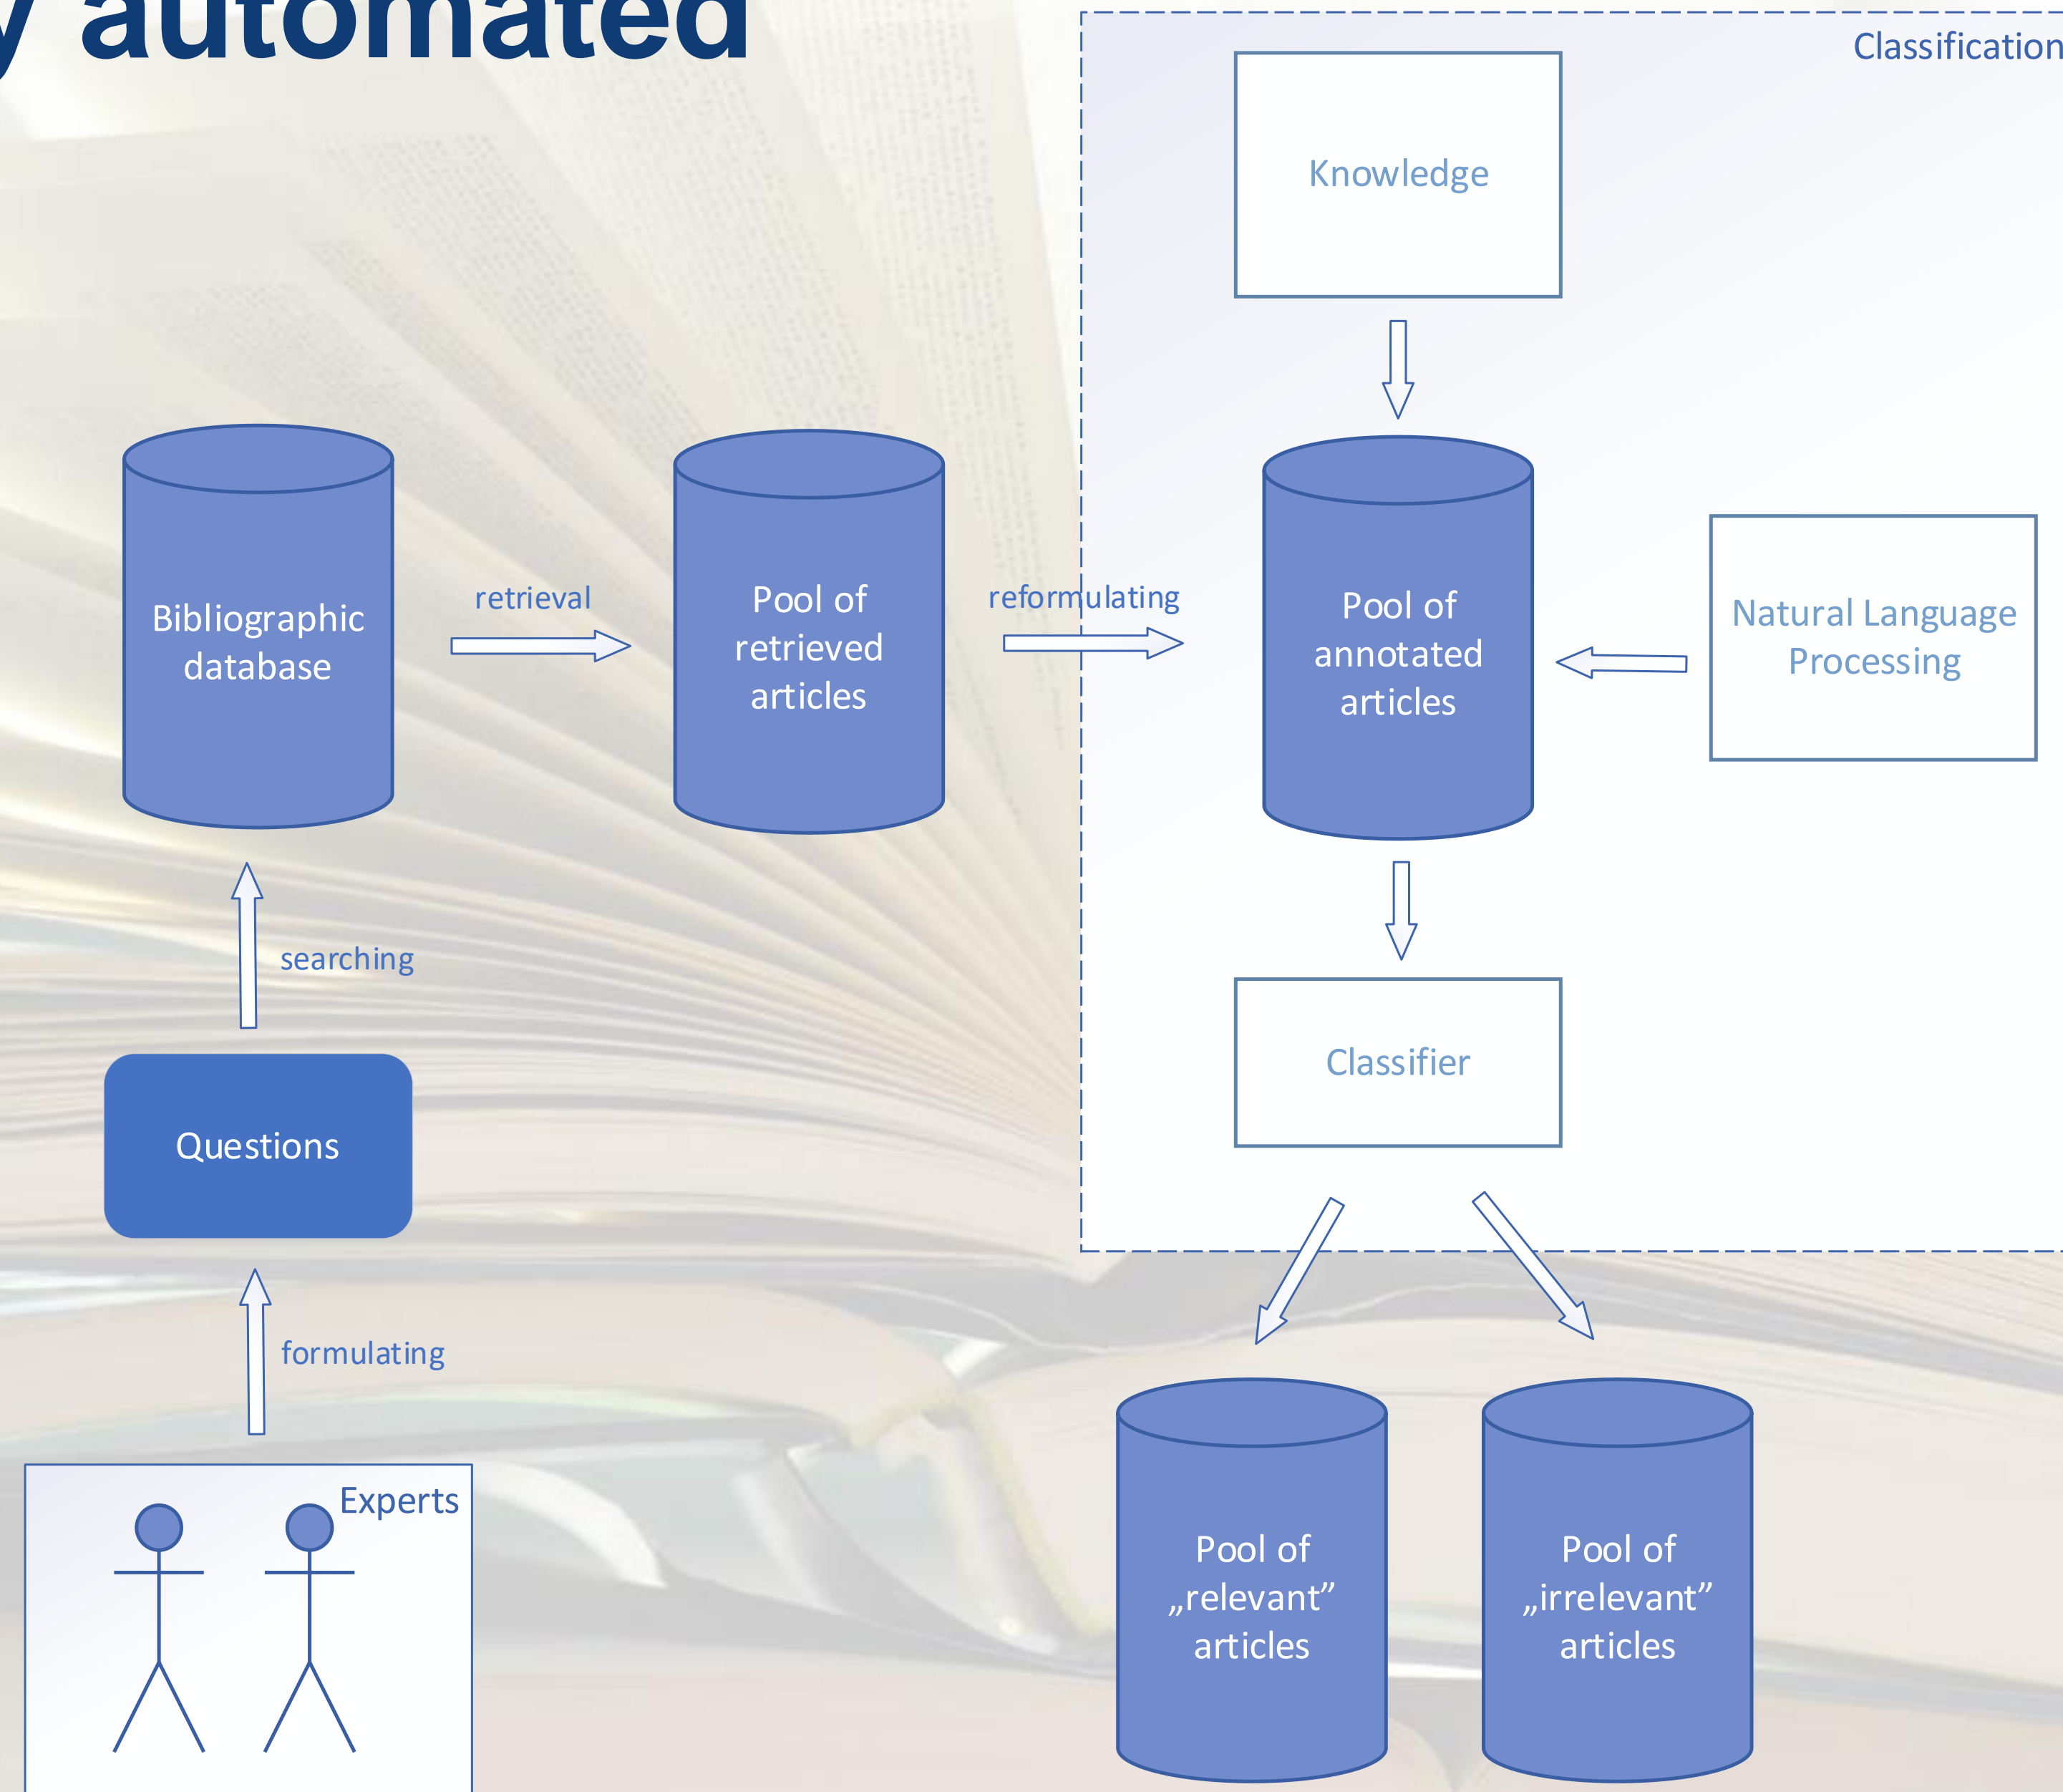 automated
Classification
Knowledge
Bibliographic
database
retrieval
Pool of
retrieved
articles
reformulating
Pool of
annotated
articles
Natural Language
Processing
searching
Questions
Classifier
formulating
Experts
Pool of
„relevant”
articles
Pool of
„irrelevant”
articles